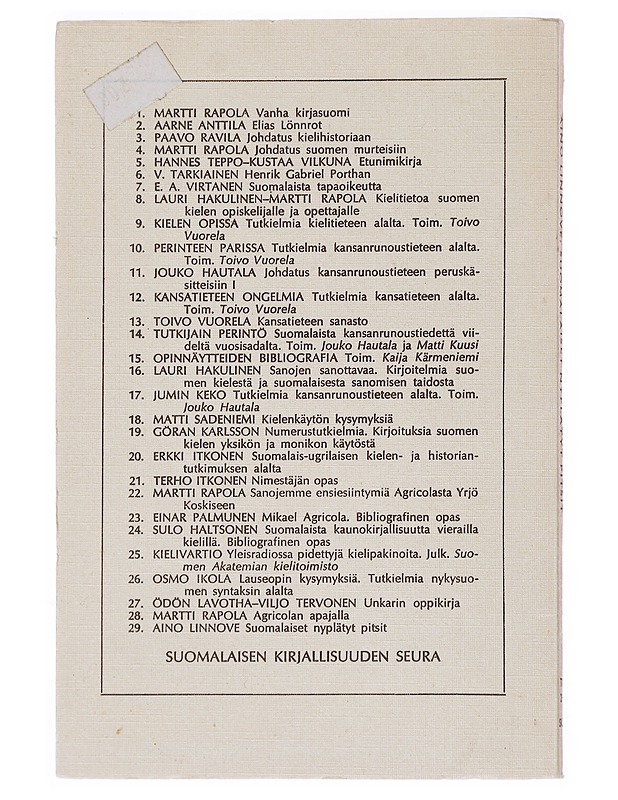 1. MARTTI RAPOLA Vanha kirjasuomi
2. AARNE ANTTILA Elias Lönnrot
3. PAAVO RAVILA Johdatus kielihistoriaan
4. MARTTI RAPOLA Johdatus suomen murteisiin
5. HANNES TEPPO–KUSTAA VILKUNA Etunimikirja
6. V. TARKIAINEN Henrik Gabriel Porthan
7. E. A. VIRTANEN Suomalaista tapaoikeutta
8. LAURI HAKULINEN–MARTTI RAPOLA Kielitietoa suomen
kielen opiskelijalle ja opettajalle
9. KIELEN OPISSA Tutkielmia kielitieteen alalta. Toim. Toivo
Vuorela
10. PERINTEEN PARISSA Tutkielmia kansanrunoustieteen alalta.
Toim. Toivo Vuorela
11. JOUKO HAUTALA Johdatus kansanrunoustieteen peruskä-
sitteisiin I
12. KANSATIETEEN ONGELMIA Tutkielmia kansatieteen alalta.
Toim. Toivo Vuorela
13. TOIVO VUORELA Kansatieteen sanasto
14. TUTKIJAIN PERINTÖ Suomalaista kansanrunoustiedettä vii-
deltä vuosisadalta. Toim. Jouko Hautala ja Matti Kuusi
15. OPINNÄYTTEIDEN BIBLIOGRAFIA Toim. Kaija Kärmeniemi
16. LAURI HAKULINEN Sanojen sanottavaa. Kirjoitelmia suo-
men kielestä ja suomalaisesta sanomisen taidosta
17. JUMIN KEKO Tutkielmia kansanrunoustieteen alalta. Toim.
Jouko Hautala
18. MATTI SADENIEMI Kielenkäytön kysymyksiä
19. GÖRAN KARLSSON Numerustutkielmia. Kirjoituksia suomen
kielen yksikön ja monikon käytöstä
20. ERKKI ITKONEN Suomalais-ugrilaisen kielen- ja historian-
tutkimuksen alalta
21. TERHO ITKONEN Nimestäjän opas
22. MARTTI RAPOLA Sanojemme ensiesiintymiä Agricolasta Yrjö
Koskiseen
23. EINAR PALMUNEN Mikael Agricola. Bibliografinen opas
24. SULO HALTSONEN Suomalaista kaunokirjallisuutta vierailla
kielillä. Bibliografinen opas
25. KIELIVARTIO Yleisradiossa pidettyjä kielipakinoita. Julk. Suo-
men Akatemian kielitoimisto
26. OSMO IKOLA Lauseopin kysymyksiä. Tutkielmia nykysuo-
men syntaksin alalta
27. ÖDÖN LAVOTHA–VILJO TERVONEN Unkarin oppikirja
28. MARTTI RAPOLA Agricolan apajalla
29. AINO LINNOVE Suomalaiset nyplätyt pitsit
SUOMALAISEN KIRJALLISUUDEN SEURA